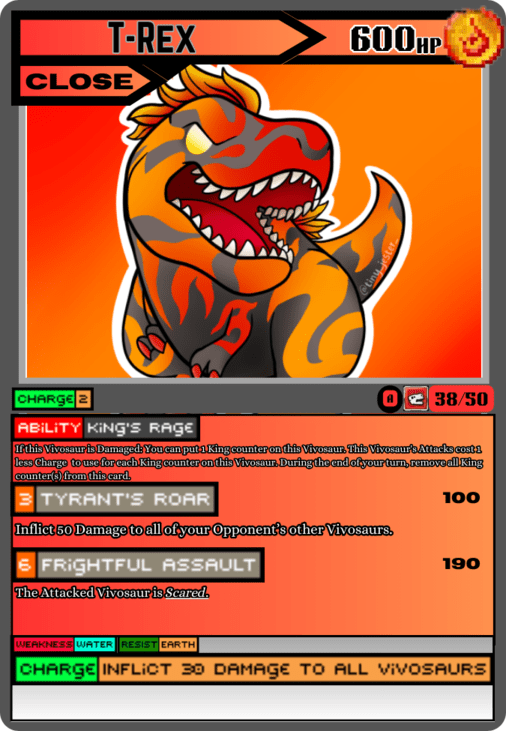 T-REX
600HP
CLOSE
@tiny_jester
CHARGE 2
A
38/50
ABILITY KING'S RAGE
If this Vivosaur is Damaged: You can put 1 King counter on this Vivosaur. This Vivosaur's Attacks cost 1
less Charge to use for each King counter on this Vivosaur. During the end of your turn, remove all King
counter(s) from this card.
3 TYRANT'S ROAR 100
Inflict 50 Damage to all of your Opponent's other Vivosaurs.
6 FRIGHTFUL ASSAULT 190
The Attacked Vivosaur is Scared.
WEAKNESS WATER RESIST EARTH
CHARGE INFLICT 30 DAMAGE TO ALL VIVOSAURS